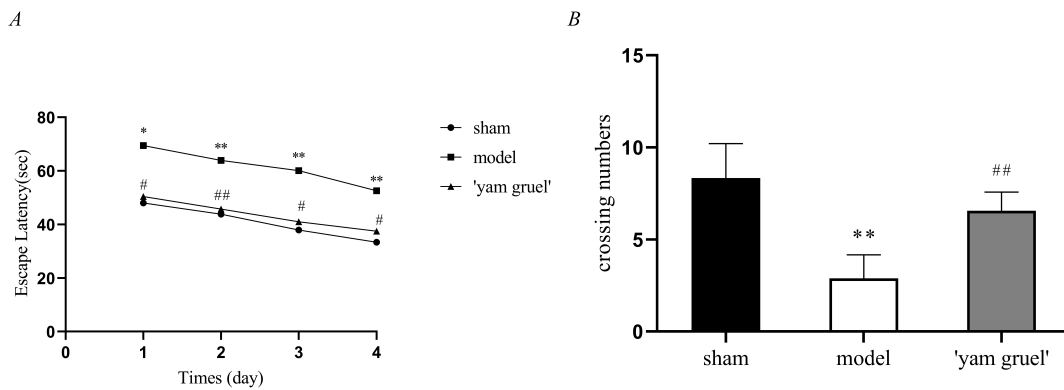 A
80
60
40
20
0
Escape Latency(sec)
*
**
**
**
#
##
#
#
0 1 2 3 4
Times (day)
sham
model
'yam gruel'
B
15
10
5
0
crossing numbers
**
##
sham model 'yam gruel'